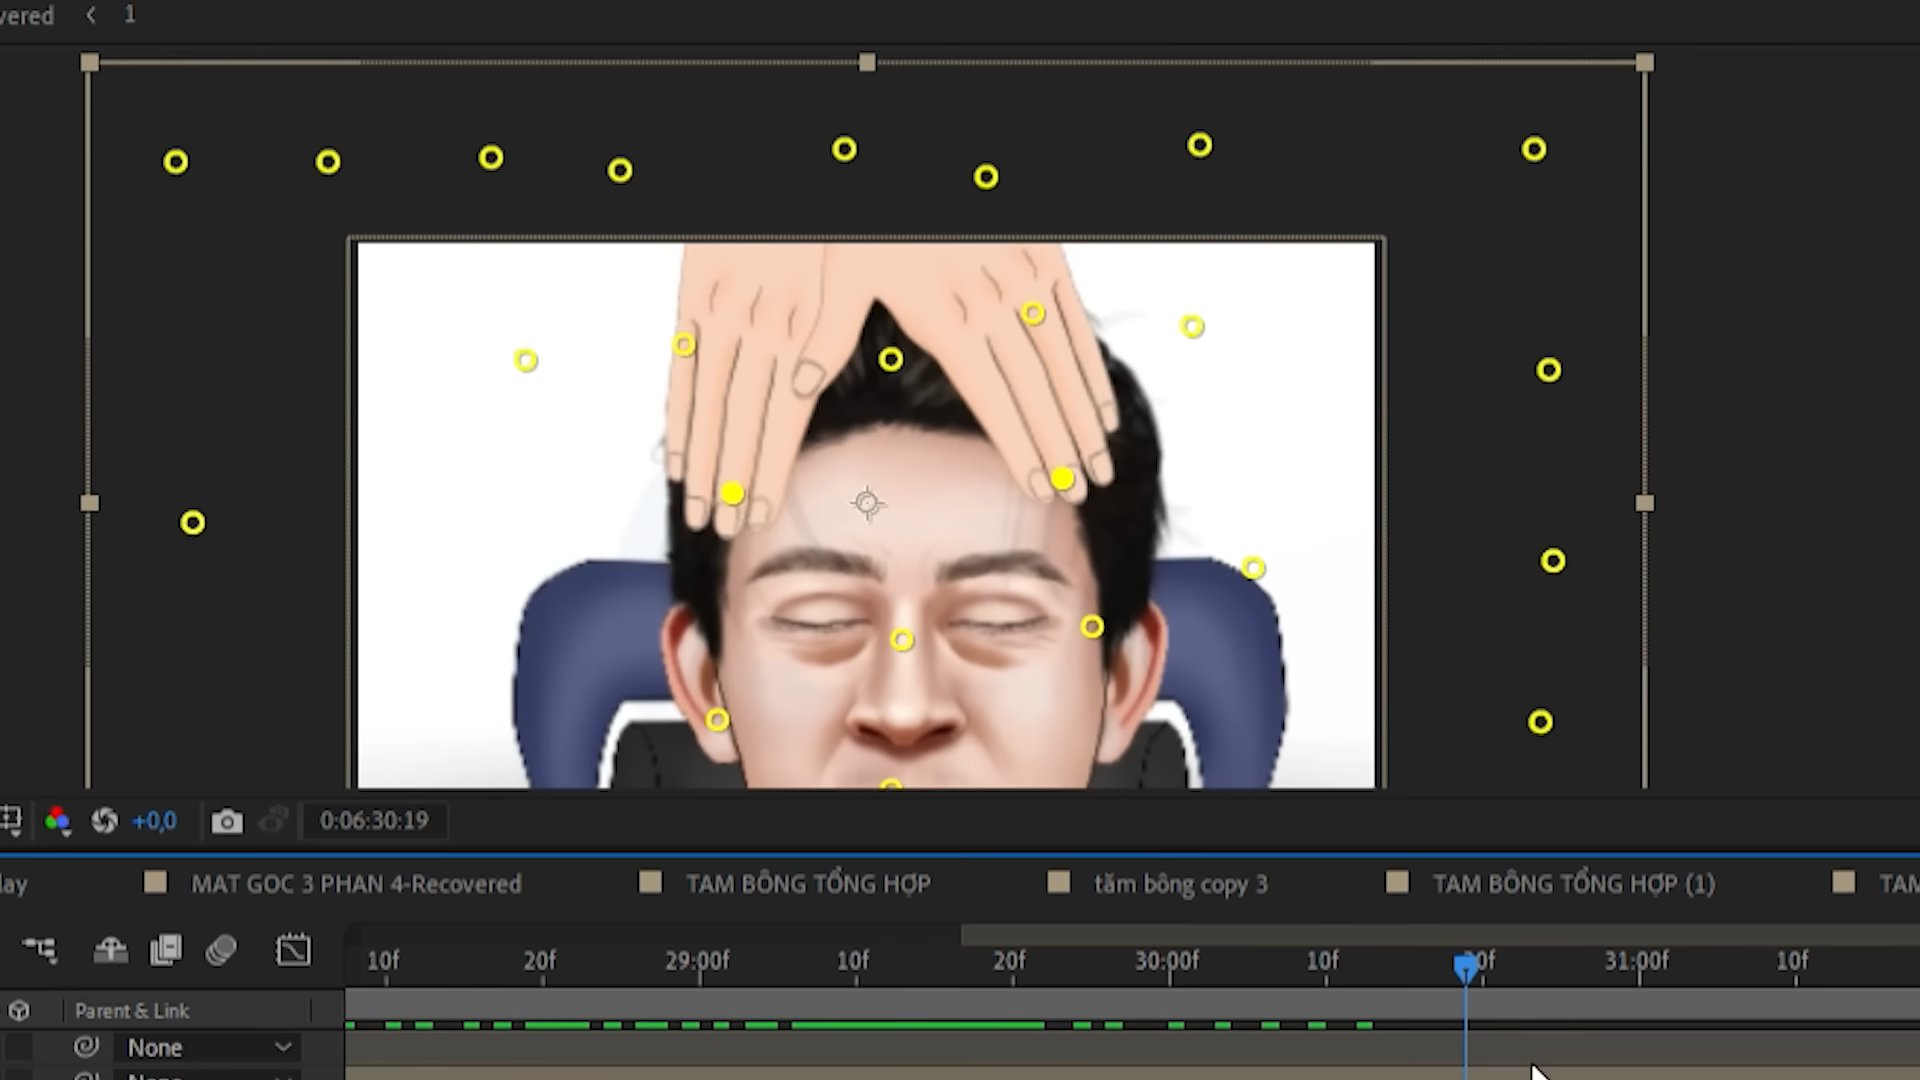 vered < 1
+0,0 0:06:30:19
lay MAT GOC 3 PHAN 4-Recovered TAM BÔNG TỔNG HỢP tăm bông copy 3 TAM BÔNG TỔNG HỢP (1) TAM
10f 20f 29:00f 10f 20f 30:00f 10f 20f 31:00f 10f
Parent & Link
None
None